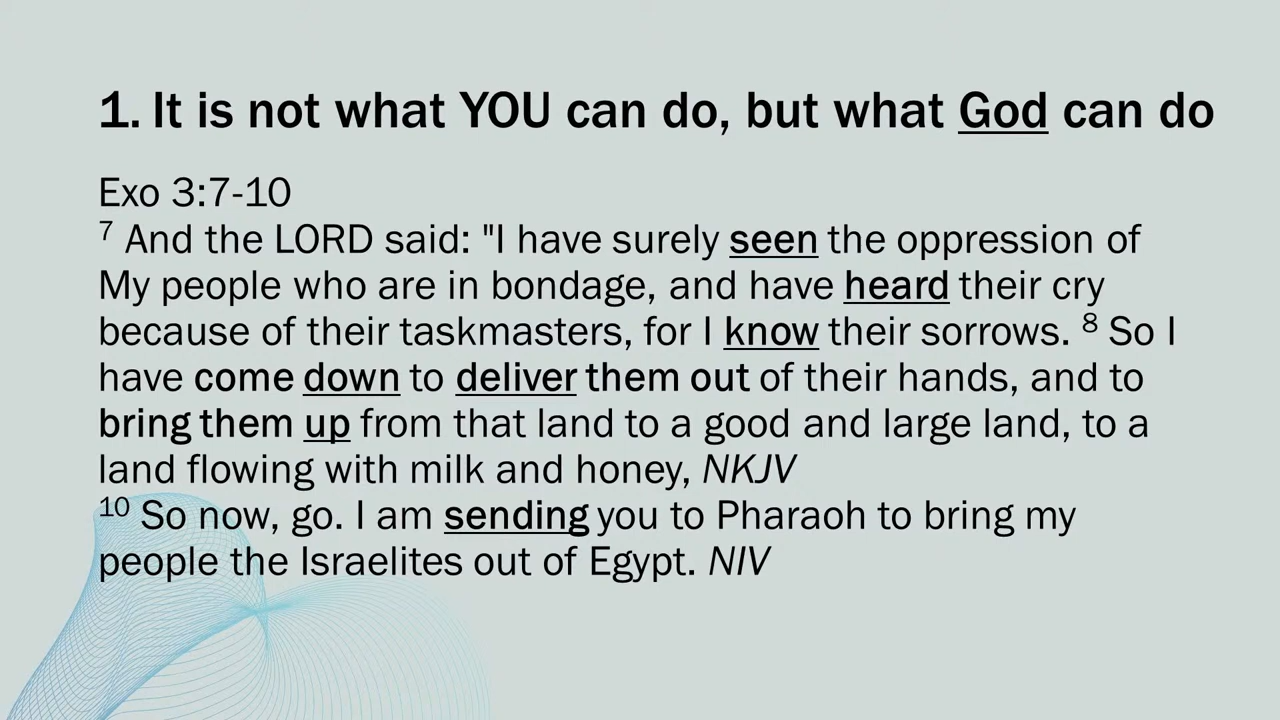 1. It is not what YOU can do, but what God can do
Exo 3:7-10
7 And the LORD said: "I have surely seen the oppression of
My people who are in bondage, and have heard their cry
because of their taskmasters, for I know their sorrows. 8 So I
have come down to deliver them out of their hands, and to
bring them up from that land to a good and large land, to a
land flowing with milk and honey, NKJV
10 So now, go. I am sending you to Pharaoh to bring my
people the Israelites out of Egypt. NIV